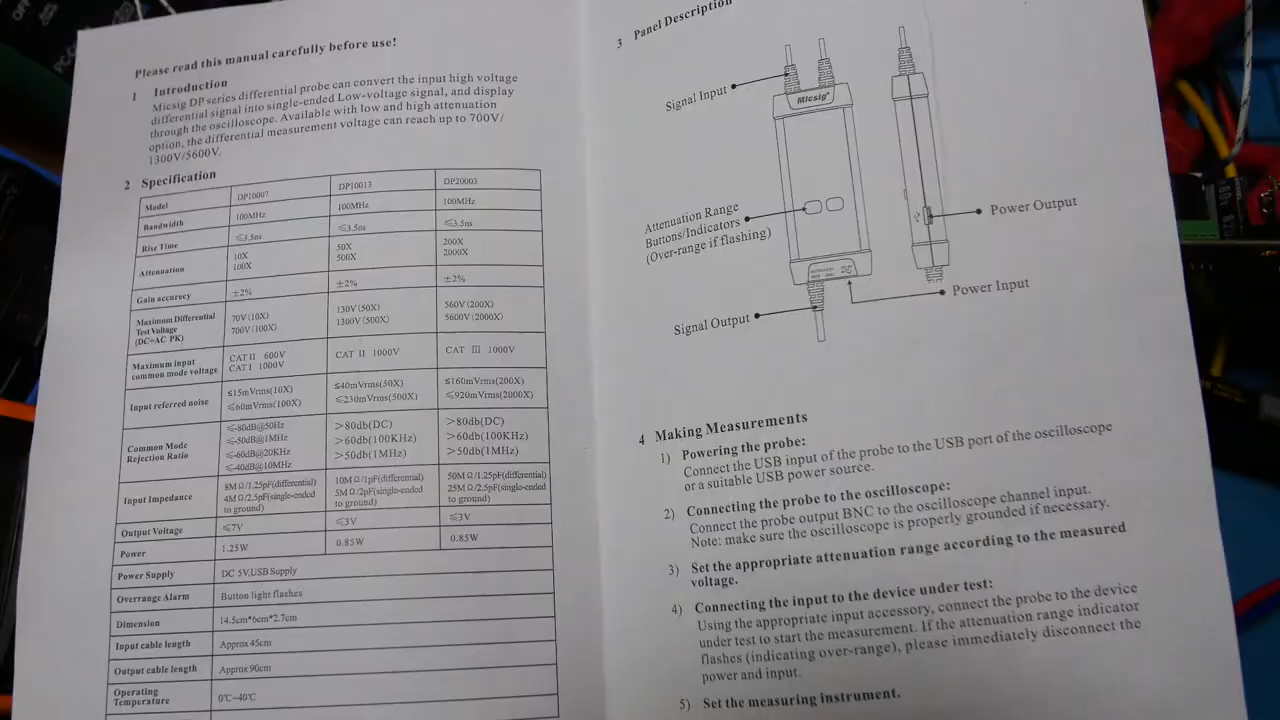 Please read this manual carefully before use!
1 Introduction
Micsig DP series differential probe can convert the input high voltage
differential signal into single-ended Low-voltage signal, and display
through the oscilloscope. Available with low and high attenuation
option, the differential measurement voltage can reach up to 700V/
1300V/5600V.
2 Specification
Model DP10007 DP10013 DP20003
Bandwidth 100MHz 100MHz 100MHz
Rise Time ≤3.5ns ≤3.5ns ≤3.5ns
Attenuation 10X 50X 200X
100X 500X 2000X
Gain accurecy ±2% ±2% ±2%
Maximum Differential
Test Voltage
(DC+AC PK)
70V(10X) 130V(50X) 560V(200X)
700V(100X) 1300V(500X) 5600V(2000X)
Maximum input
common mode voltage
CAT II 600V
CAT I 1000V
CAT II 1000V CAT III 1000V
Input referred noise
≤15mVrms(10X) ≤40mVrms(50X) ≤160mVrms(200X)
≤60mVrms(100X) ≤230mVrms(500X) ≤920mVrms(2000X)
Common Mode
Rejection Ratio
≤-80dB@50Hz >80db(DC) >80db(DC)
≤-50dB@1MHz >60db(100KHz) >60db(100KHz)
≤-60dB@20KHz >50db(1MHz) >50db(1MHz)
≤-40dB@10MHz
Input Impedance
8MΩ/1.25pF(differential) 10MΩ/1pF(differential) 50MΩ/1.25pF(differential)
4MΩ/2.5pF(single-ended 5MΩ/2pF(single-ended 25MΩ/2.5pF(single-ended
to ground) to ground) to ground)
Output Voltage ≤7V ≤3V ≤3V
Power 1.25W 0.85W 0.85W
Power Supply DC 5V,USB Supply
Overrange Alarm Button light flashes
Dimension 14.5cm*6cm*2.7cm
Input cable length Approx 45cm
Output cable length Approx 90cm
Operating
Temperature
0℃~40℃
3 Panel Description
Signal Input
Micsig
Attenuation Range
Buttons/Indicators
(Over-range if flashing)
Power Output
Power Input
Signal Output
4 Making Measurements
1) Powering the probe:
Connect the USB input of the probe to the USB port of the oscilloscope
or a suitable USB power source.
2) Connecting the probe to the oscilloscope:
Connect the probe output BNC to the oscilloscope channel input.
Note: make sure the oscilloscope is properly grounded if necessary.
3) Set the appropriate attenuation range according to the measured
voltage.
4) Connecting the input to the device under test:
Using the appropriate input accessory, connect the probe to the device
under test to start the measurement. If the attenuation range indicator
flashes (indicating over-range), please immediately disconnect the
power and input.
5) Set the measuring instrument.